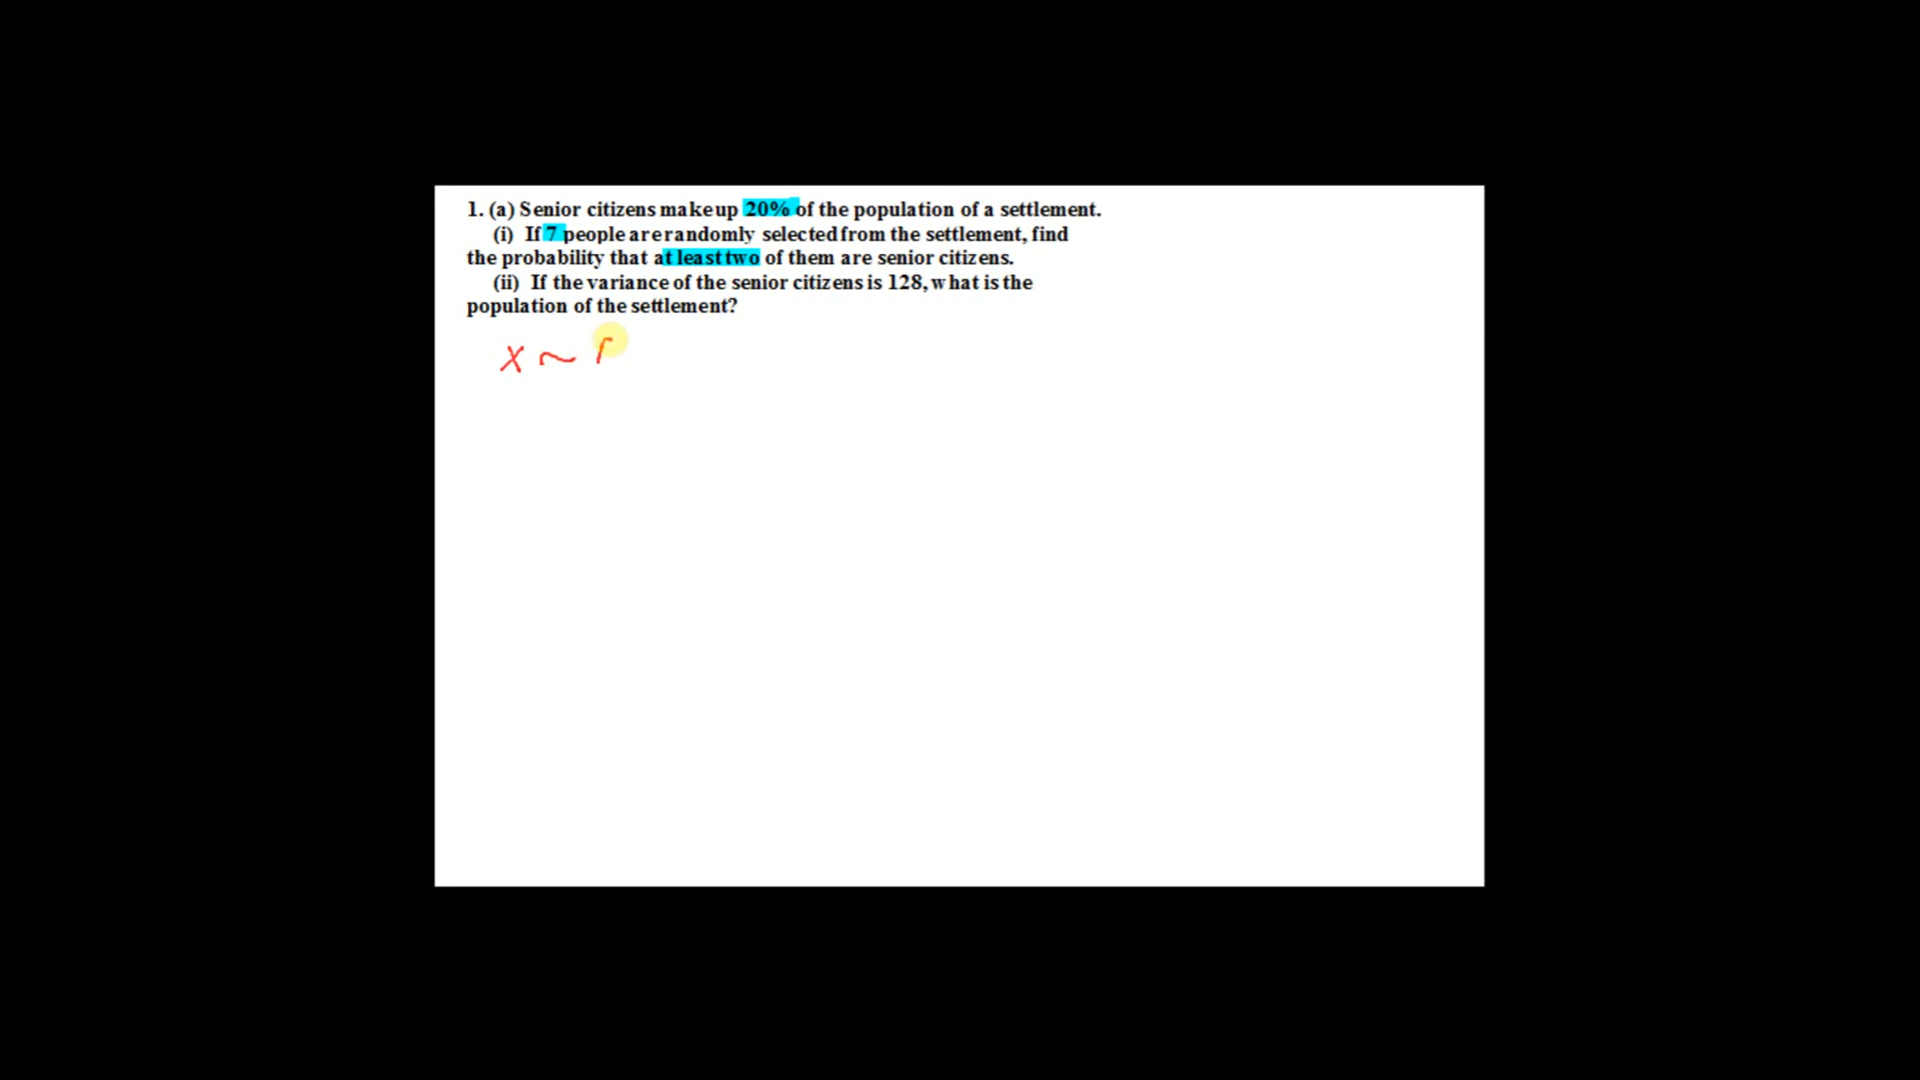 1. (a) Senior citizens make up 20% of the population of a settlement.
(i) If 7 people are randomly selected from the settlement, find
the probability that at least two of them are senior citizens.
(ii) If the variance of the senior citizens is 128, what is the
population of the settlement?
X ~